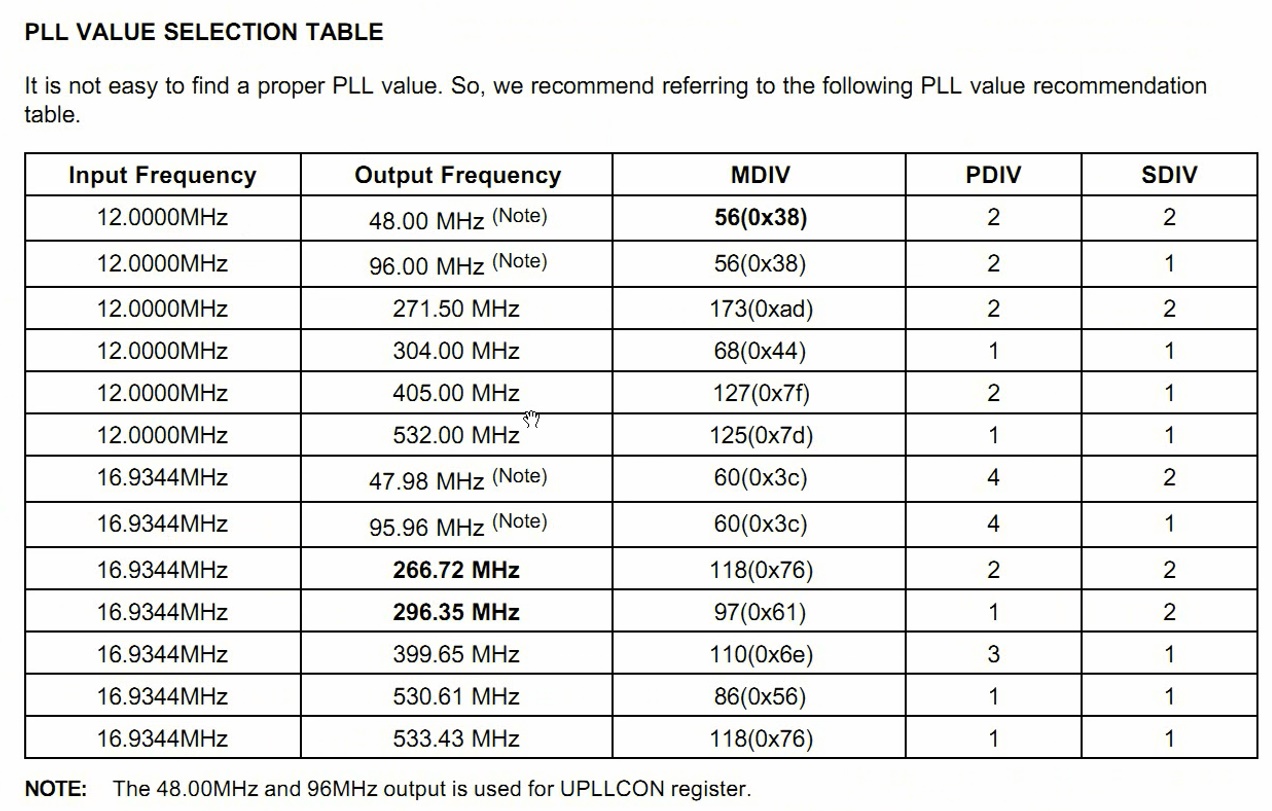 PLL VALUE SELECTION TABLE
It is not easy to find a proper PLL value. So, we recommend referring to the following PLL value recommendation
table.
Input Frequency Output Frequency MDIV PDIV SDIV
12.0000MHz 48.00 MHz (Note) 56(0x38) 2 2
12.0000MHz 96.00 MHz (Note) 56(0x38) 2 1
12.0000MHz 271.50 MHz 173(0xad) 2 2
12.0000MHz 304.00 MHz 68(0x44) 1 1
12.0000MHz 405.00 MHz 127(0x7f) 2 1
12.0000MHz 532.00 MHz 125(0x7d) 1 1
16.9344MHz 47.98 MHz (Note) 60(0x3c) 4 2
16.9344MHz 95.96 MHz (Note) 60(0x3c) 4 1
16.9344MHz 266.72 MHz 118(0x76) 2 2
16.9344MHz 296.35 MHz 97(0x61) 1 2
16.9344MHz 399.65 MHz 110(0x6e) 3 1
16.9344MHz 530.61 MHz 86(0x56) 1 1
16.9344MHz 533.43 MHz 118(0x76) 1 1
NOTE: The 48.00MHz and 96MHz output is used for UPLLCON register.